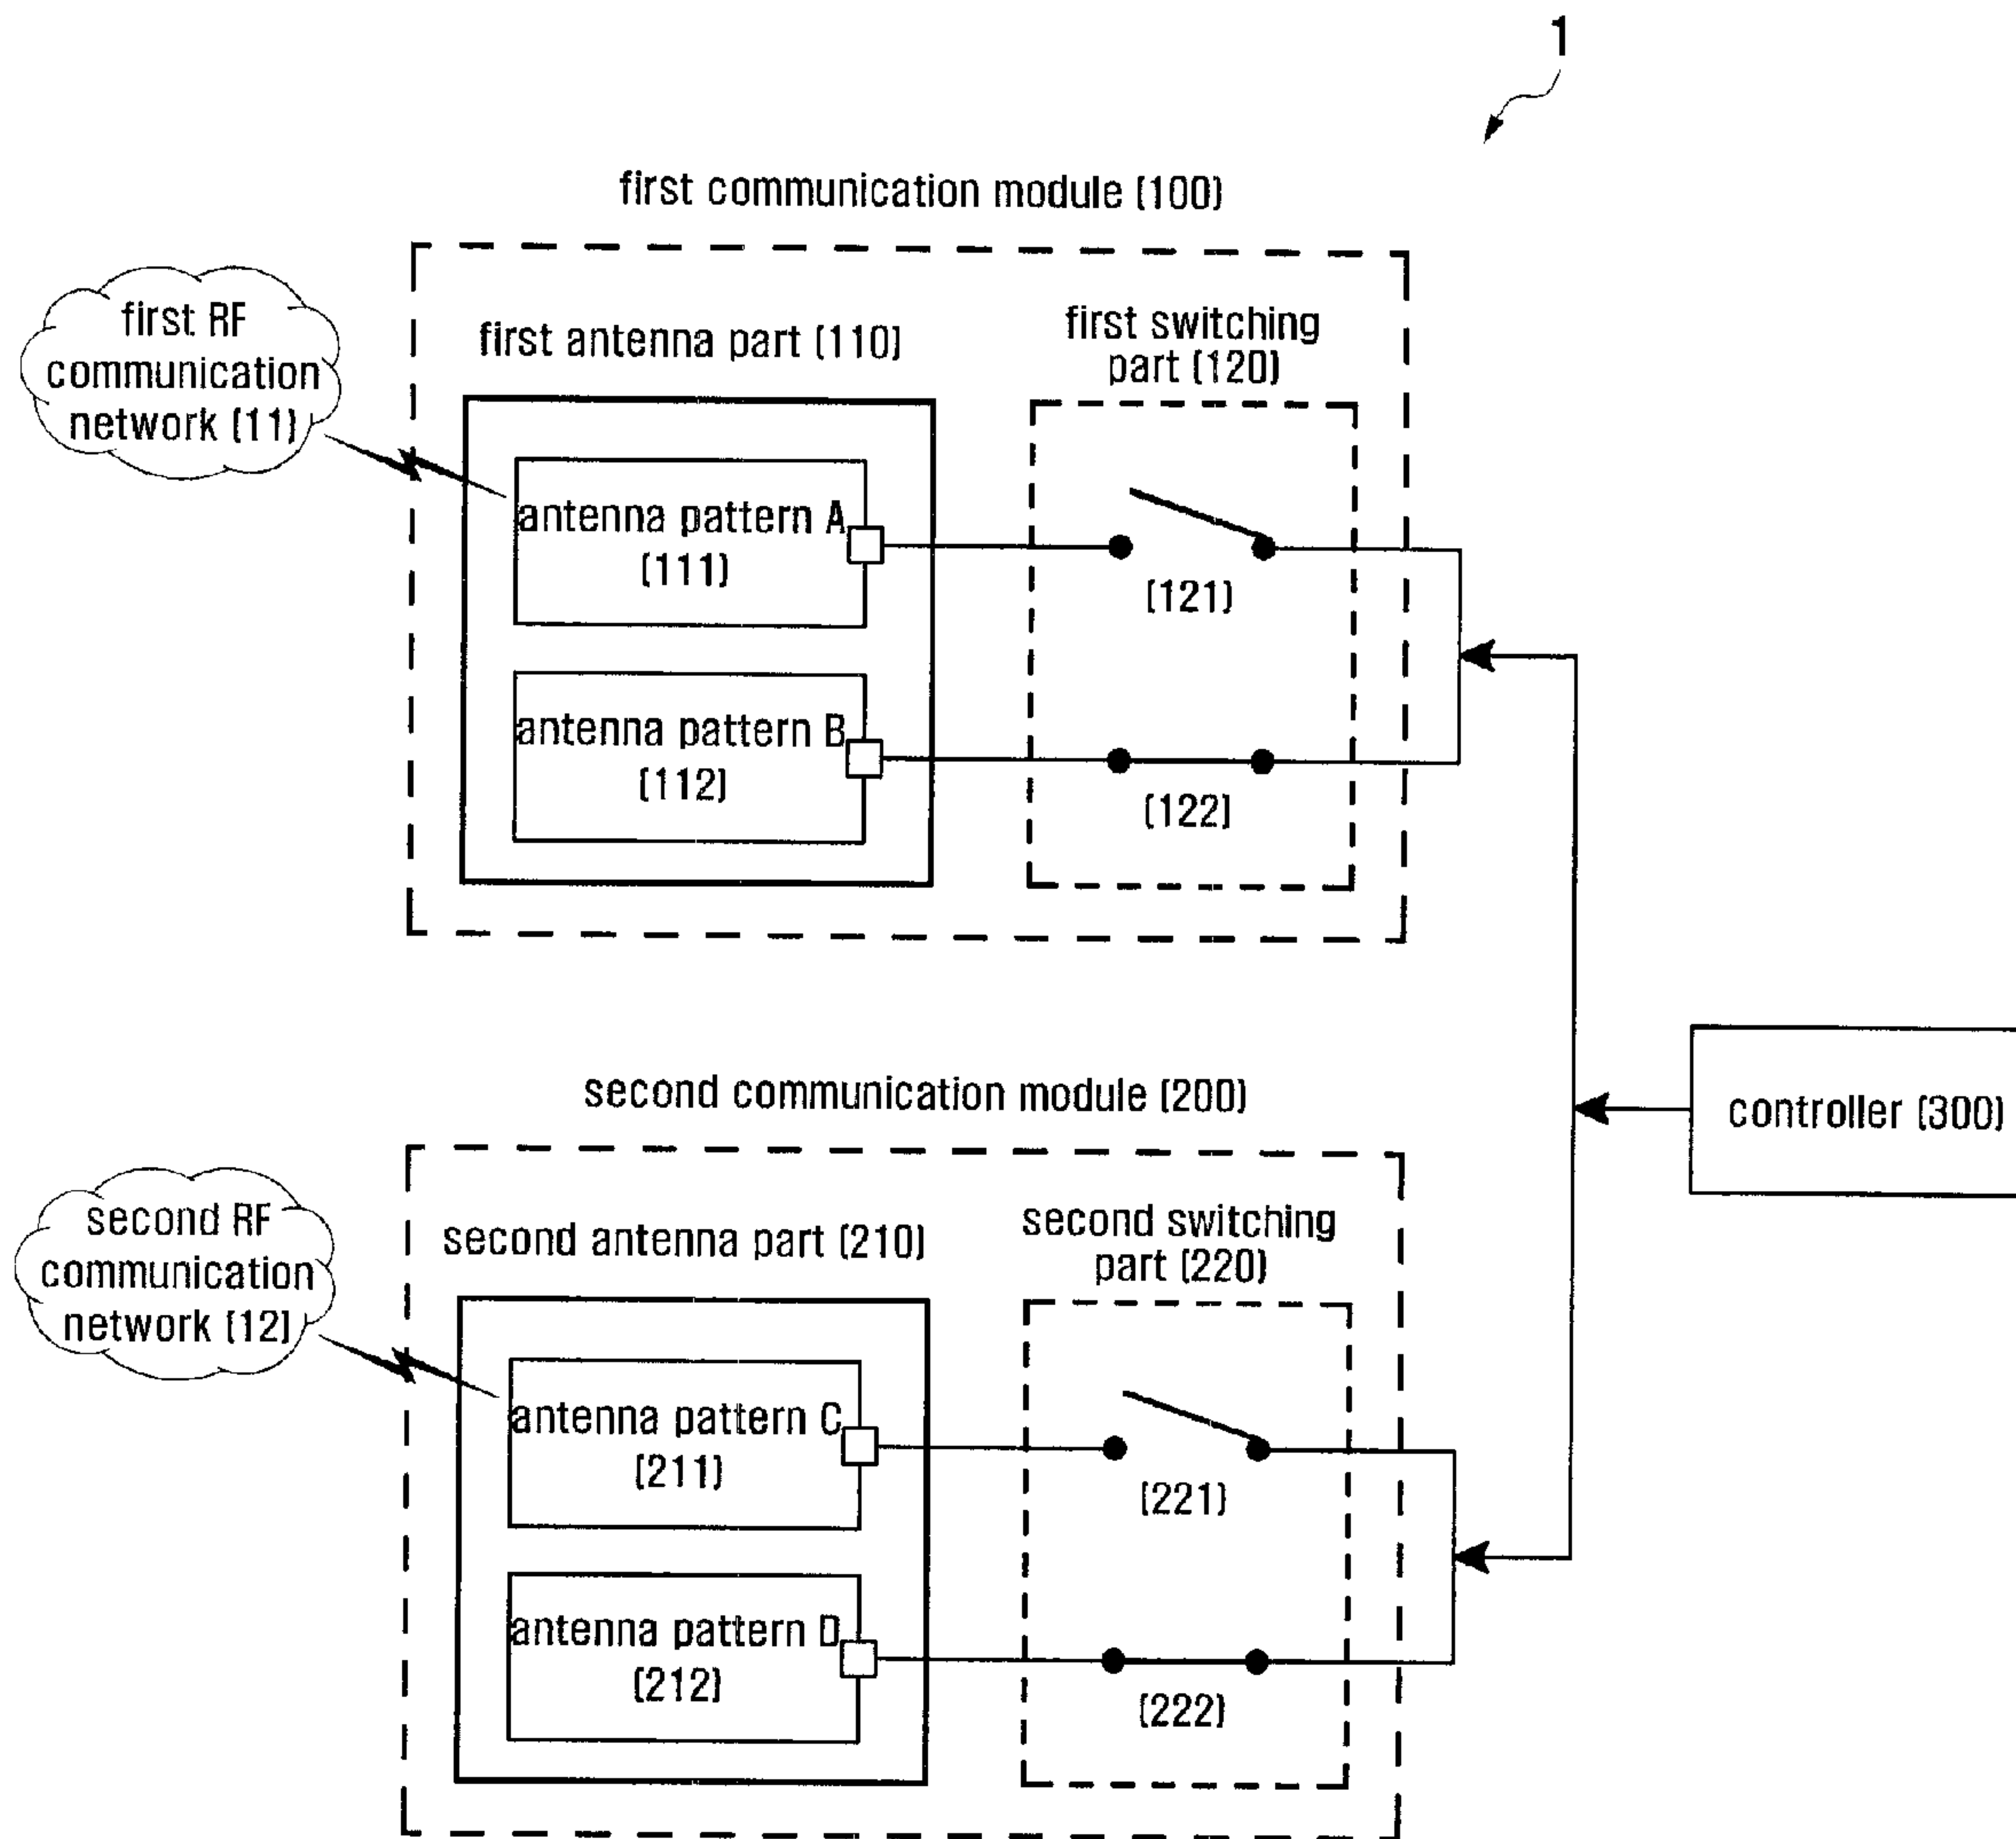 1
first communication module (100)
first RF
communication
network (11)
first antenna part (110)
first switching
part (120)
antenna pattern A
(111)
(121)
antenna pattern B
(112)
(122)
controller (300)
second communication module (200)
second RF
communication
network (12)
second antenna part (210)
second switching
part (220)
antenna pattern C
(211)
(221)
antenna pattern D
(212)
(222)